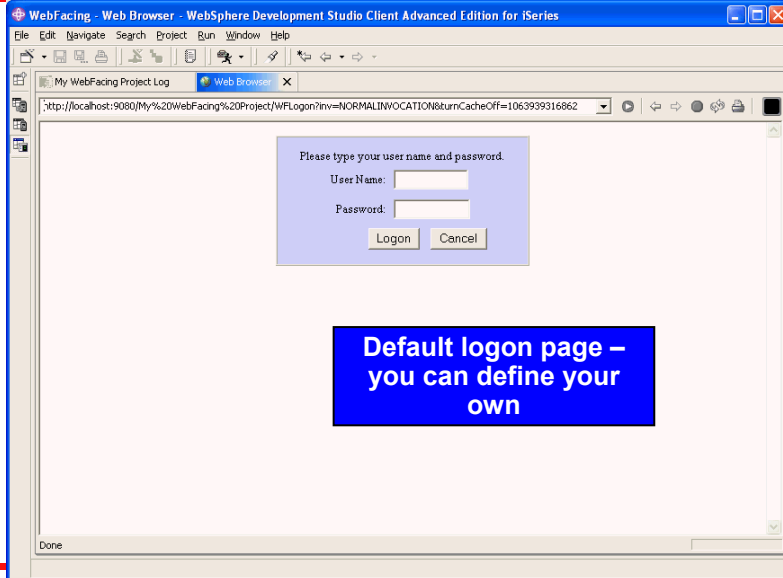 WebFacing - Web Browser - WebSphere Development Studio Client Advanced Edition for iSeries
File Edit Navigate Search Project Run Window Help
My WebFacing Project Log Web Browser
http://localhost:9080/My%20WebFacing%20Project/WFLogon?inv=NORMALINVOCATION&turnCacheOff=1063939316862
Please type your user name and password.
User Name:
Password:
Logon Cancel
Default logon page –
you can define your
own
Done